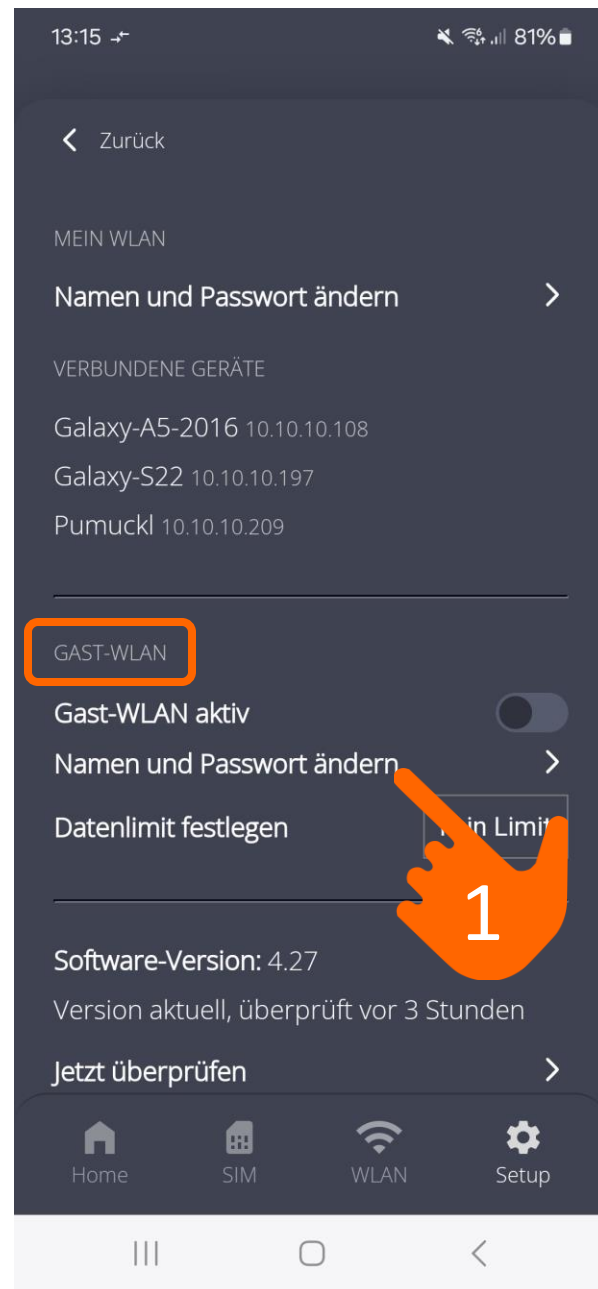 13:15
81%
Zurück
MEIN WLAN
Namen und Passwort ändern
VERBUNDENE GERÄTE
Galaxy-A5-2016 10.10.10.108
Galaxy-S22 10.10.10.197
Pumuckl 10.10.10.209
GAST-WLAN
Gast-WLAN aktiv
Namen und Passwort ändern
Datenlimit festlegen
Limit
1
Software-Version: 4.27
Version aktuell, überprüft vor 3 Stunden
Jetzt überprüfen
Home SIM WLAN Setup